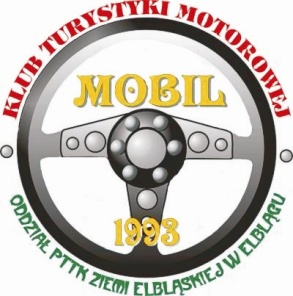 KLUB TURYSTYKI MOTOROWEJ
MOBIL
1993
ODDZIAŁ PTTK ZIEMI ELBLĄSKIEJ W ELBLĄGU